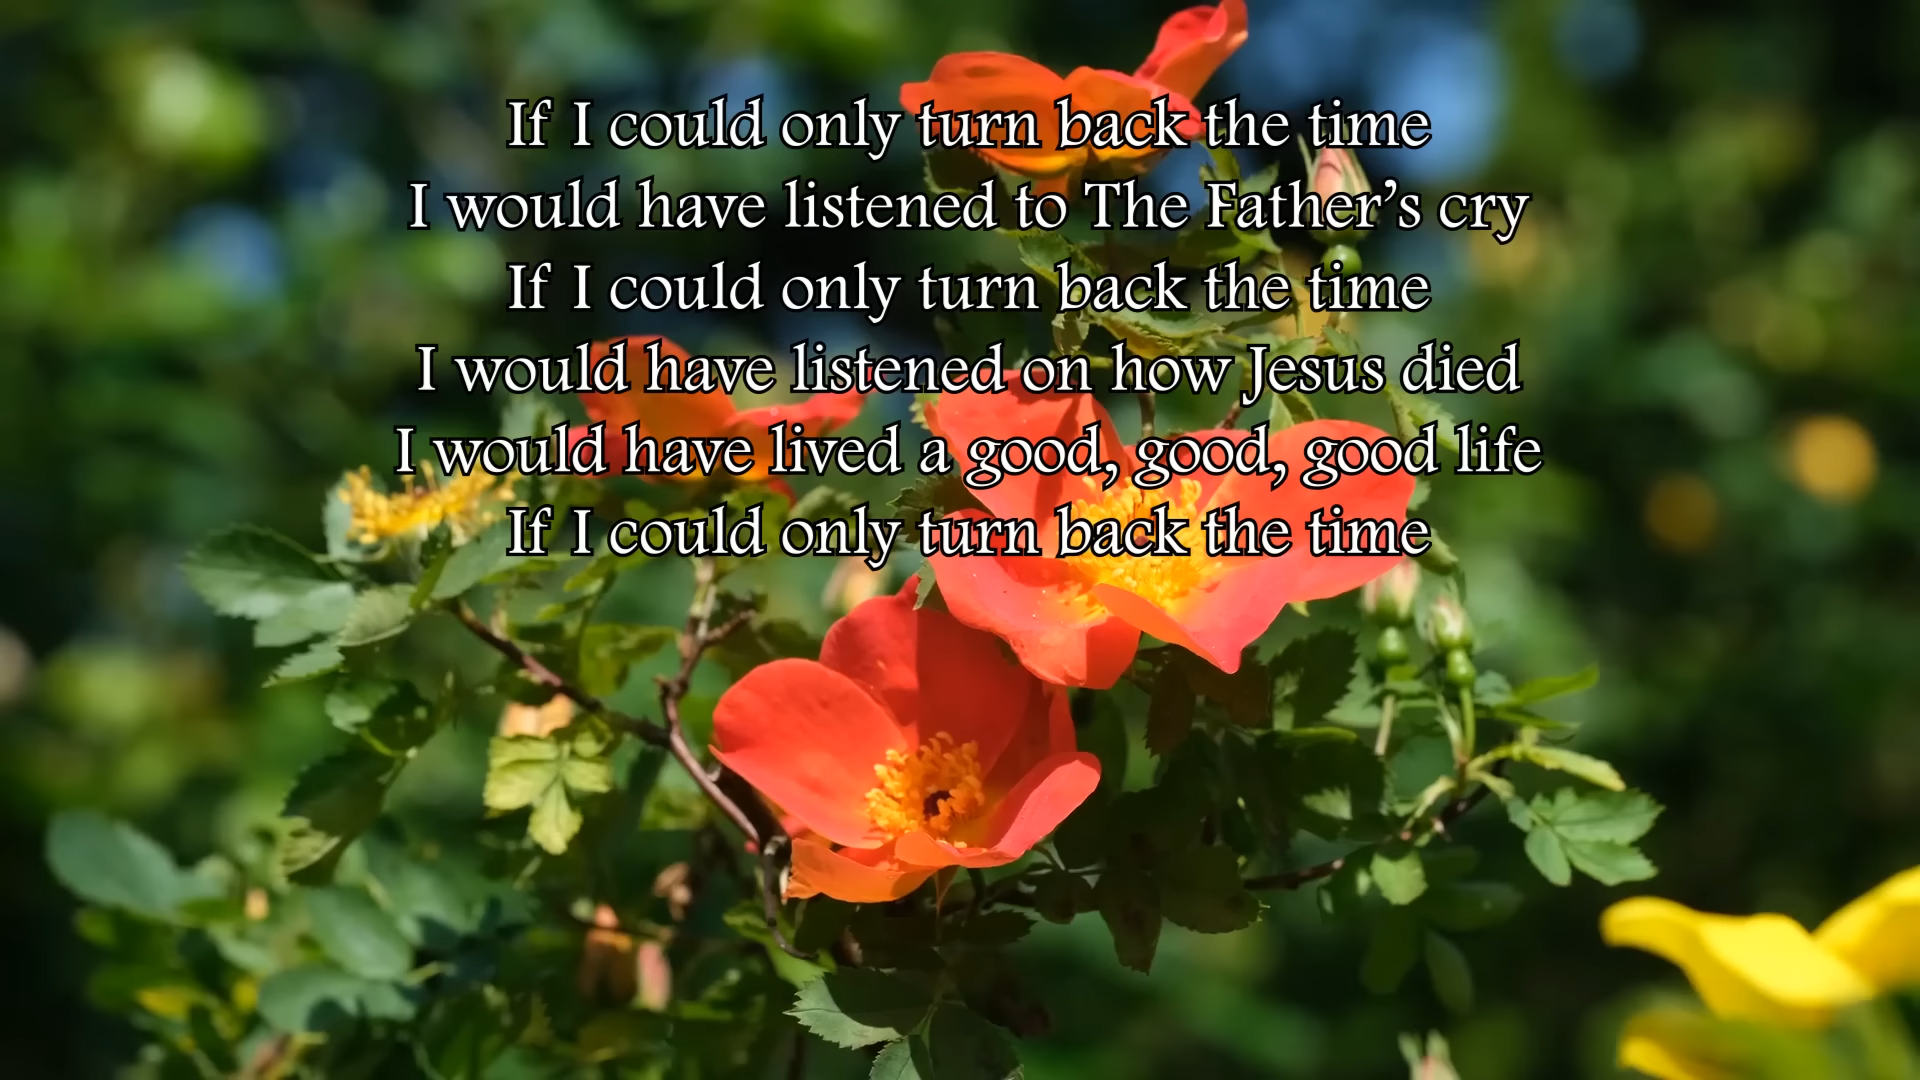 If I could only turn back the time
I would have listened to The Father’s cry
If I could only turn back the time
I would have listened on how Jesus died
I would have lived a good, good, good life
If I could only turn back the time